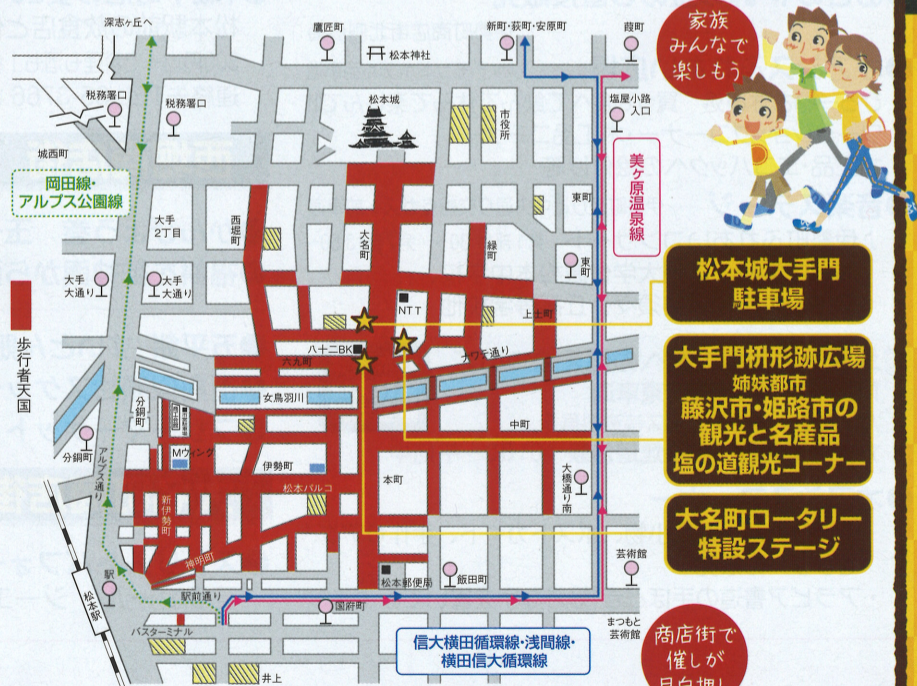 深志ヶ丘へ
鷹匠町
松本神社
新町・萩町・安原町
葭町
家族
みんなで
楽しもう
税務署口
税務署口
松本城
市役所
塩屋小路
入口
城西町
岡田線・
アルプス公園線
美ヶ原温泉線
大手
2丁目
西堀町
大名町
緑町
東町
東町
松本城大手門
駐車場
大手
大通り
大手
大通り
NTT
上土町
歩行者天国
八十二BK
六九町
ナワテ通り
大手門枡形跡広場
姉妹都市
藤沢市・姫路市の
観光と名産品
塩の道観光コーナー
女鳥羽川
分銅町
分銅町
中町
Mウィング
伊勢町
松本パルコ
本町
大橋通り南
アルプス通り
新伊勢町
大名町ロータリー
特設ステージ
神明町
松本郵便局
飯田町
芸術館
駅
松本駅
駅前通り
国府町
バスターミナル
まつもと
芸術館
信大横田循環線・浅間線・
横田信大循環線
井上
商店街で
催しが
目白押し